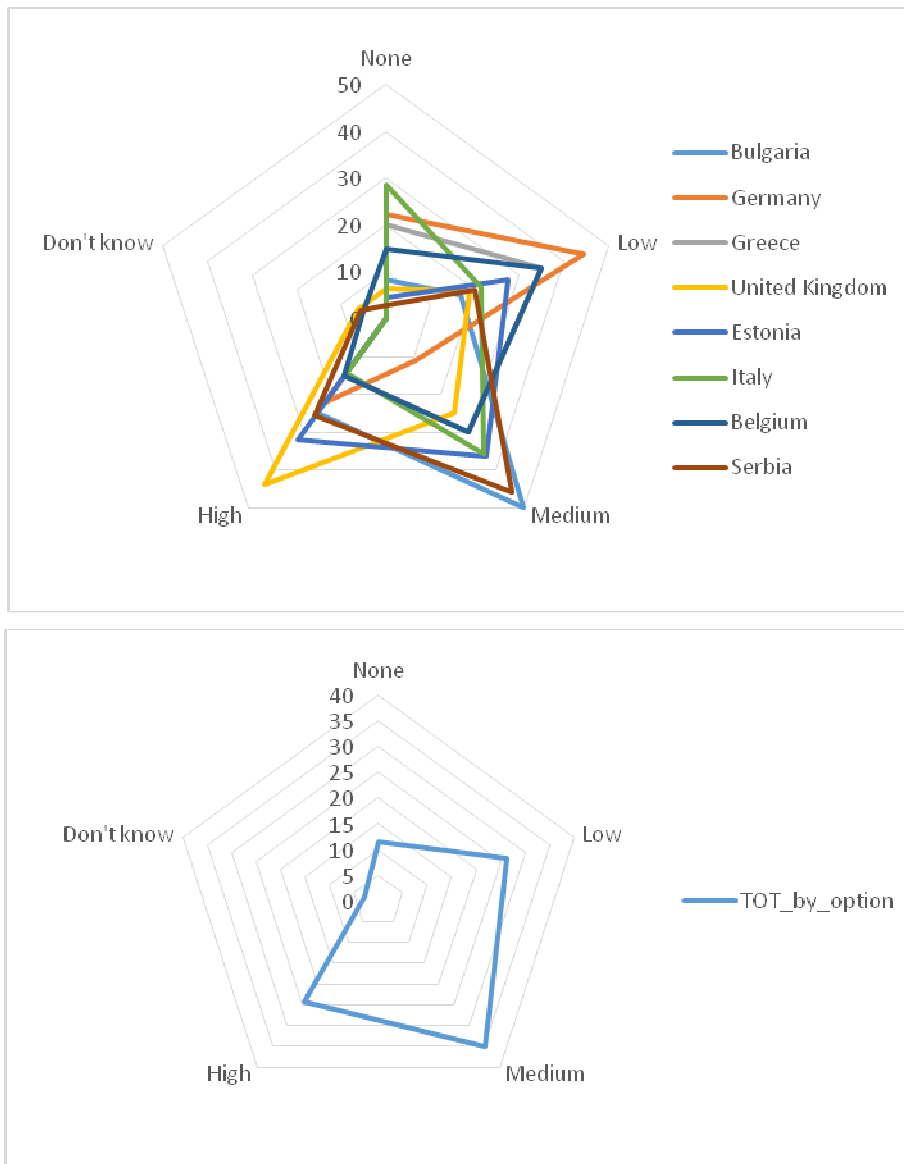 None
50
40
30
20
10
0
Don't know
Low
High
Medium
Bulgaria
Germany
Greece
United Kingdom
Estonia
Italy
Belgium
Serbia
None
40
35
30
25
20
15
10
5
0
Don't know
Low
High
Medium
TOT_by_option